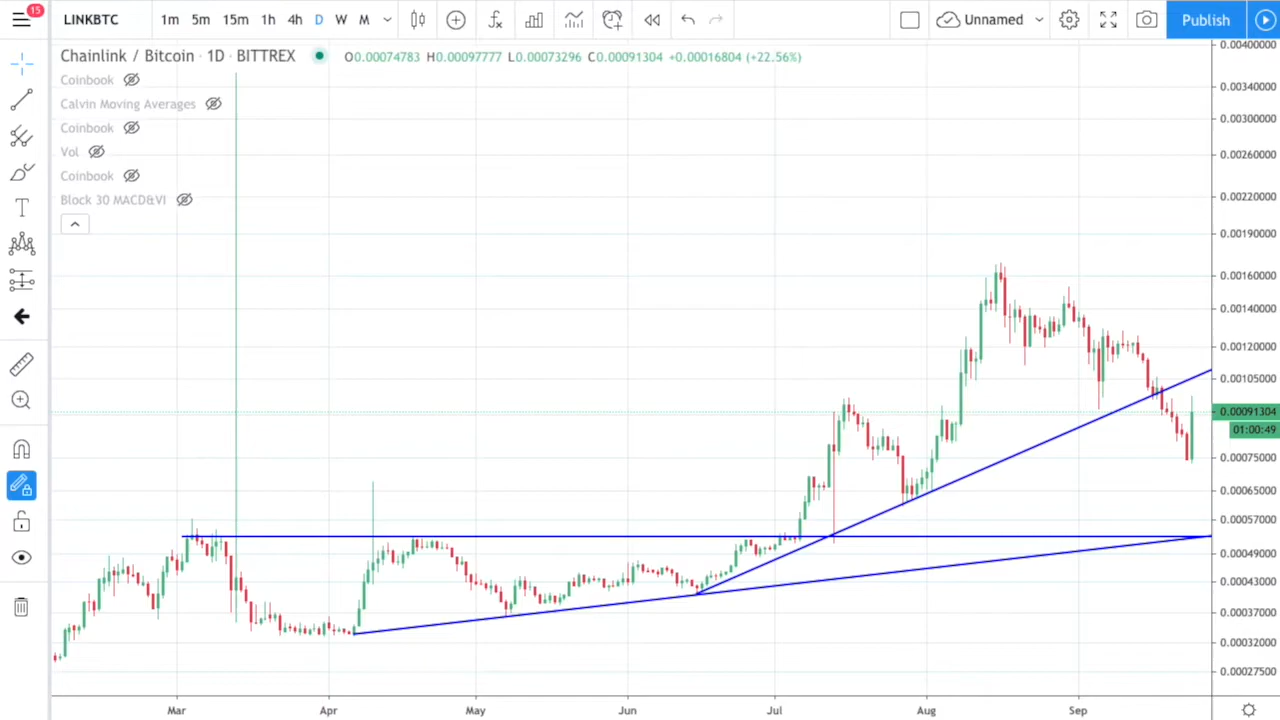 15
LINKBTC
1m 5m 15m 1h 4h D W M
Unnamed
Publish
Chainlink / Bitcoin · 1D · BITTREX
O0.00074783 H0.00097777 L0.00073296 C0.00091304 +0.00016804 (+22.56%)
Coinbook
Calvin Moving Averages
Coinbook
Vol
Coinbook
Block 30 MACD&VI
0.00400000
0.00340000
0.00300000
0.00260000
0.00220000
0.00190000
0.00160000
0.00140000
0.00120000
0.00105000
0.00091304
01:00:49
0.00075000
0.00065000
0.00057000
0.00049000
0.00043000
0.00037000
0.00032000
0.00027500
Mar Apr May Jun Jul Aug Sep